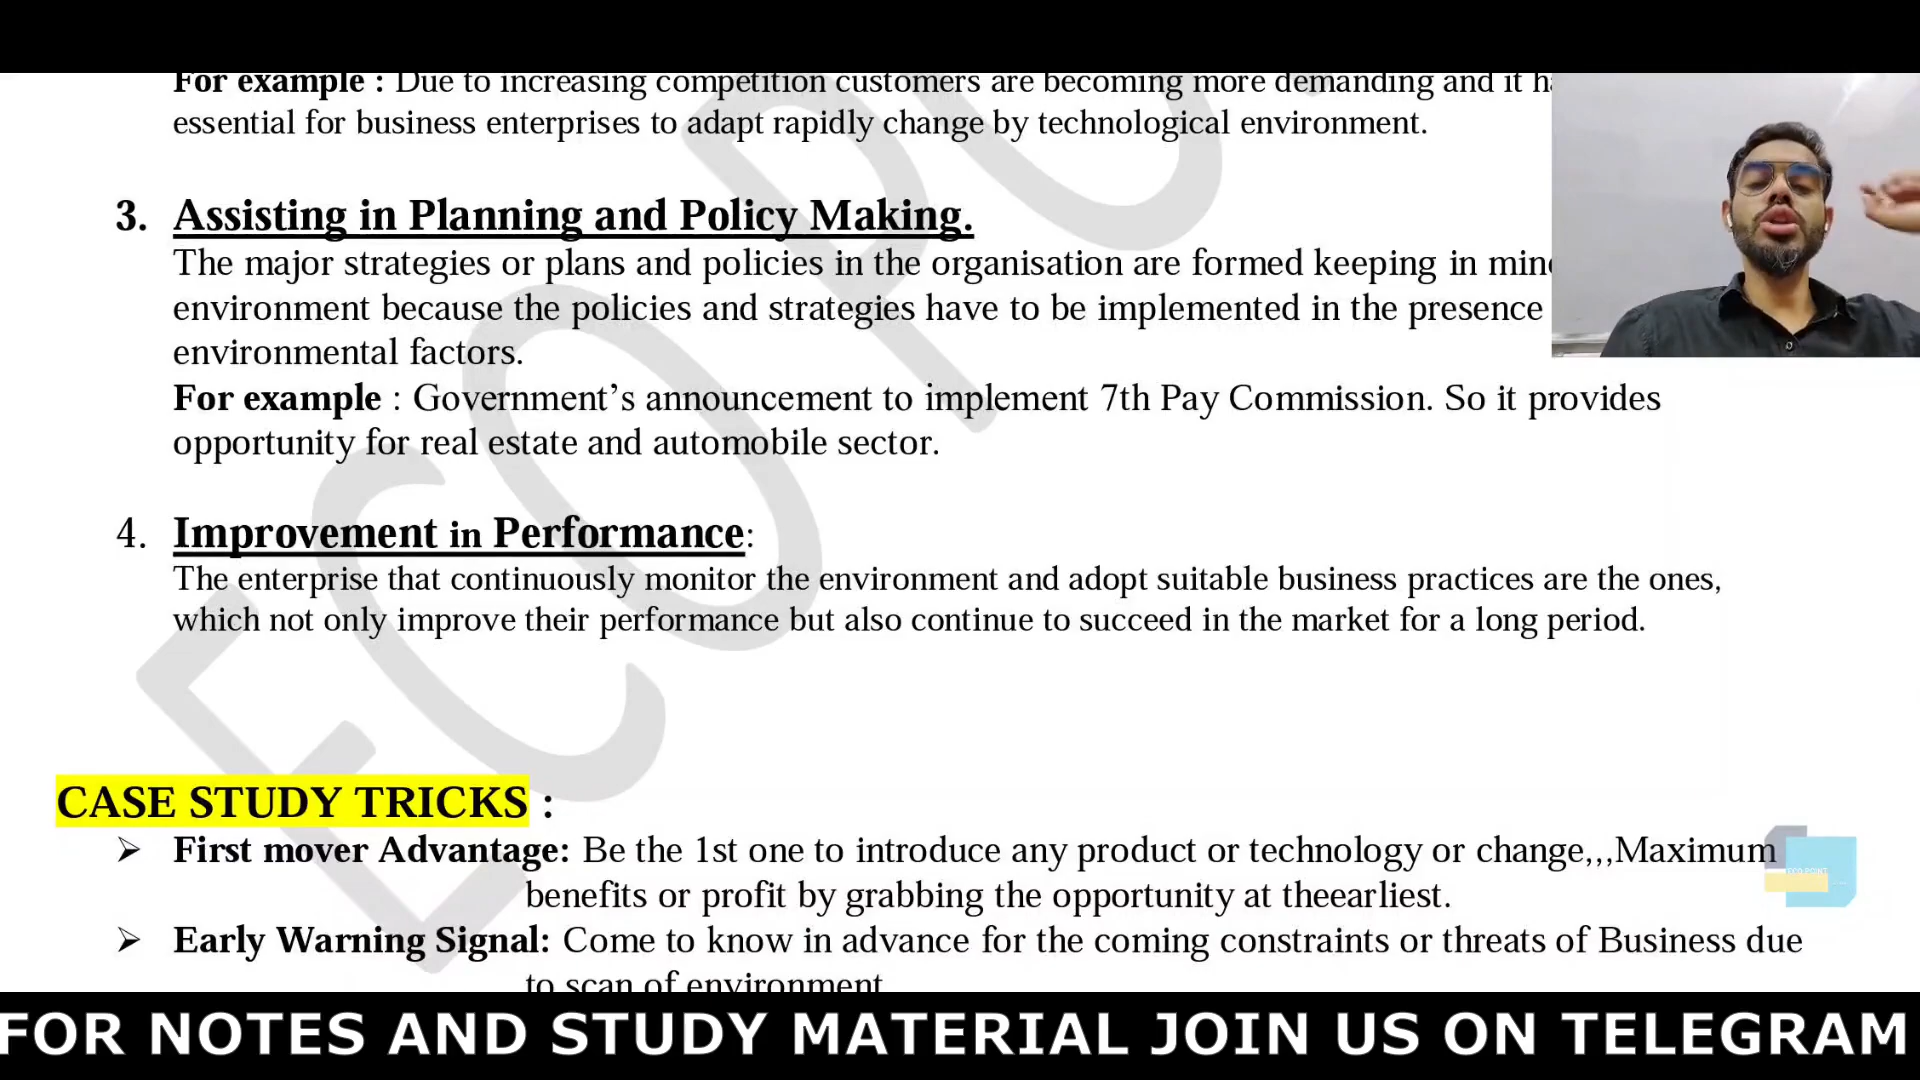 For example : Due to increasing competition customers are becoming more demanding and it
essential for business enterprises to adapt rapidly change by technological environment.
3. Assisting in Planning and Policy Making.
The major strategies or plans and policies in the organisation are formed keeping in
environment because the policies and strategies have to be implemented in the presence
environmental factors.
For example : Government’s announcement to implement 7th Pay Commission. So it provides
opportunity for real estate and automobile sector.
4. Improvement in Performance:
The enterprise that continuously monitor the environment and adopt suitable business practices are the ones,
which not only improve their performance but also continue to succeed in the market for a long period.
CASE STUDY TRICKS :
➢ First mover Advantage: Be the 1st one to introduce any product or technology or change,,,Maximum
benefits or profit by grabbing the opportunity at theearliest.
➢ Early Warning Signal: Come to know in advance for the coming constraints or threats of Business due
to scan of environment
ECO PO
ECO POINT
FOR NOTES AND STUDY MATERIAL JOIN US ON TELEGRAM